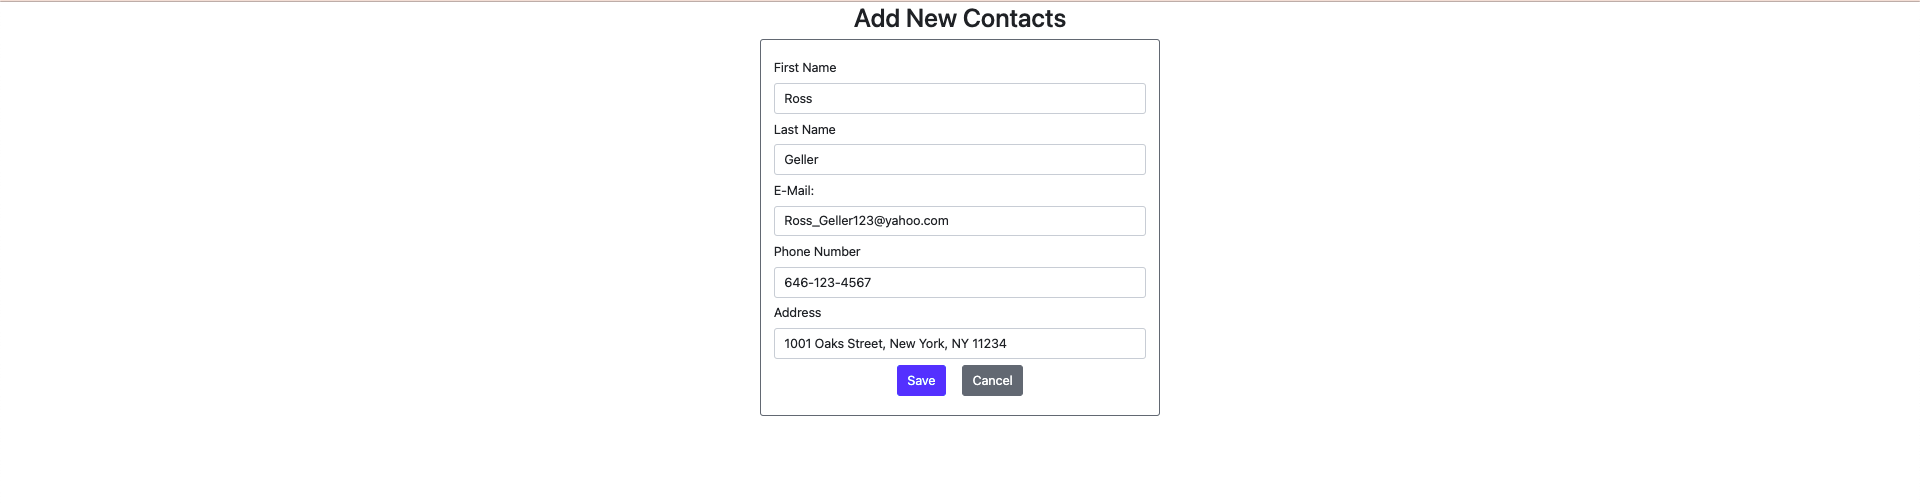 Add New Contacts
First Name
Ross
Last Name
Geller
E-Mail:
Ross_Geller123@yahoo.com
Phone Number
646-123-4567
Address
1001 Oaks Street, New York, NY 11234
Save Cancel